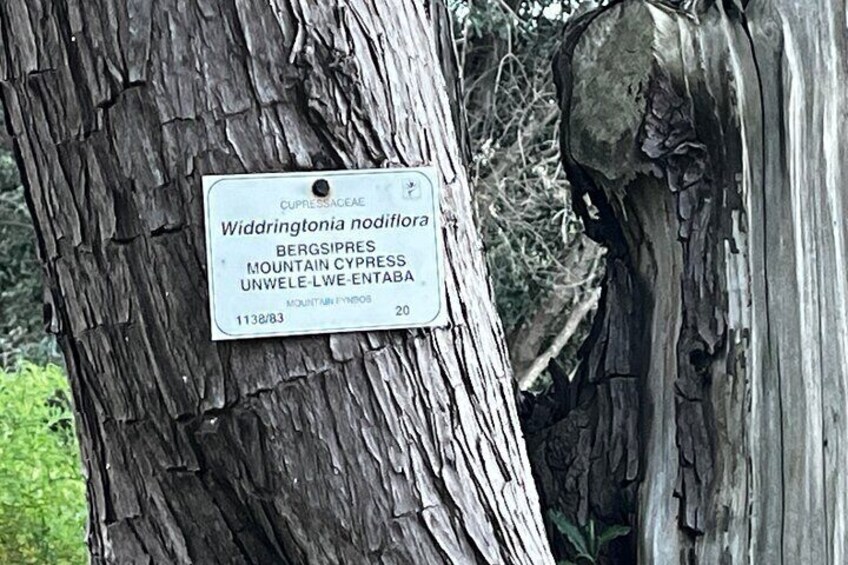 CUPRESSACEAE
Widdringtonia nodiflora
BERGSIPRES
MOUNTAIN CYPRESS
UNWELE-LWE-ENTABA
MOUNTAIN FYNBOS
1138/83 20